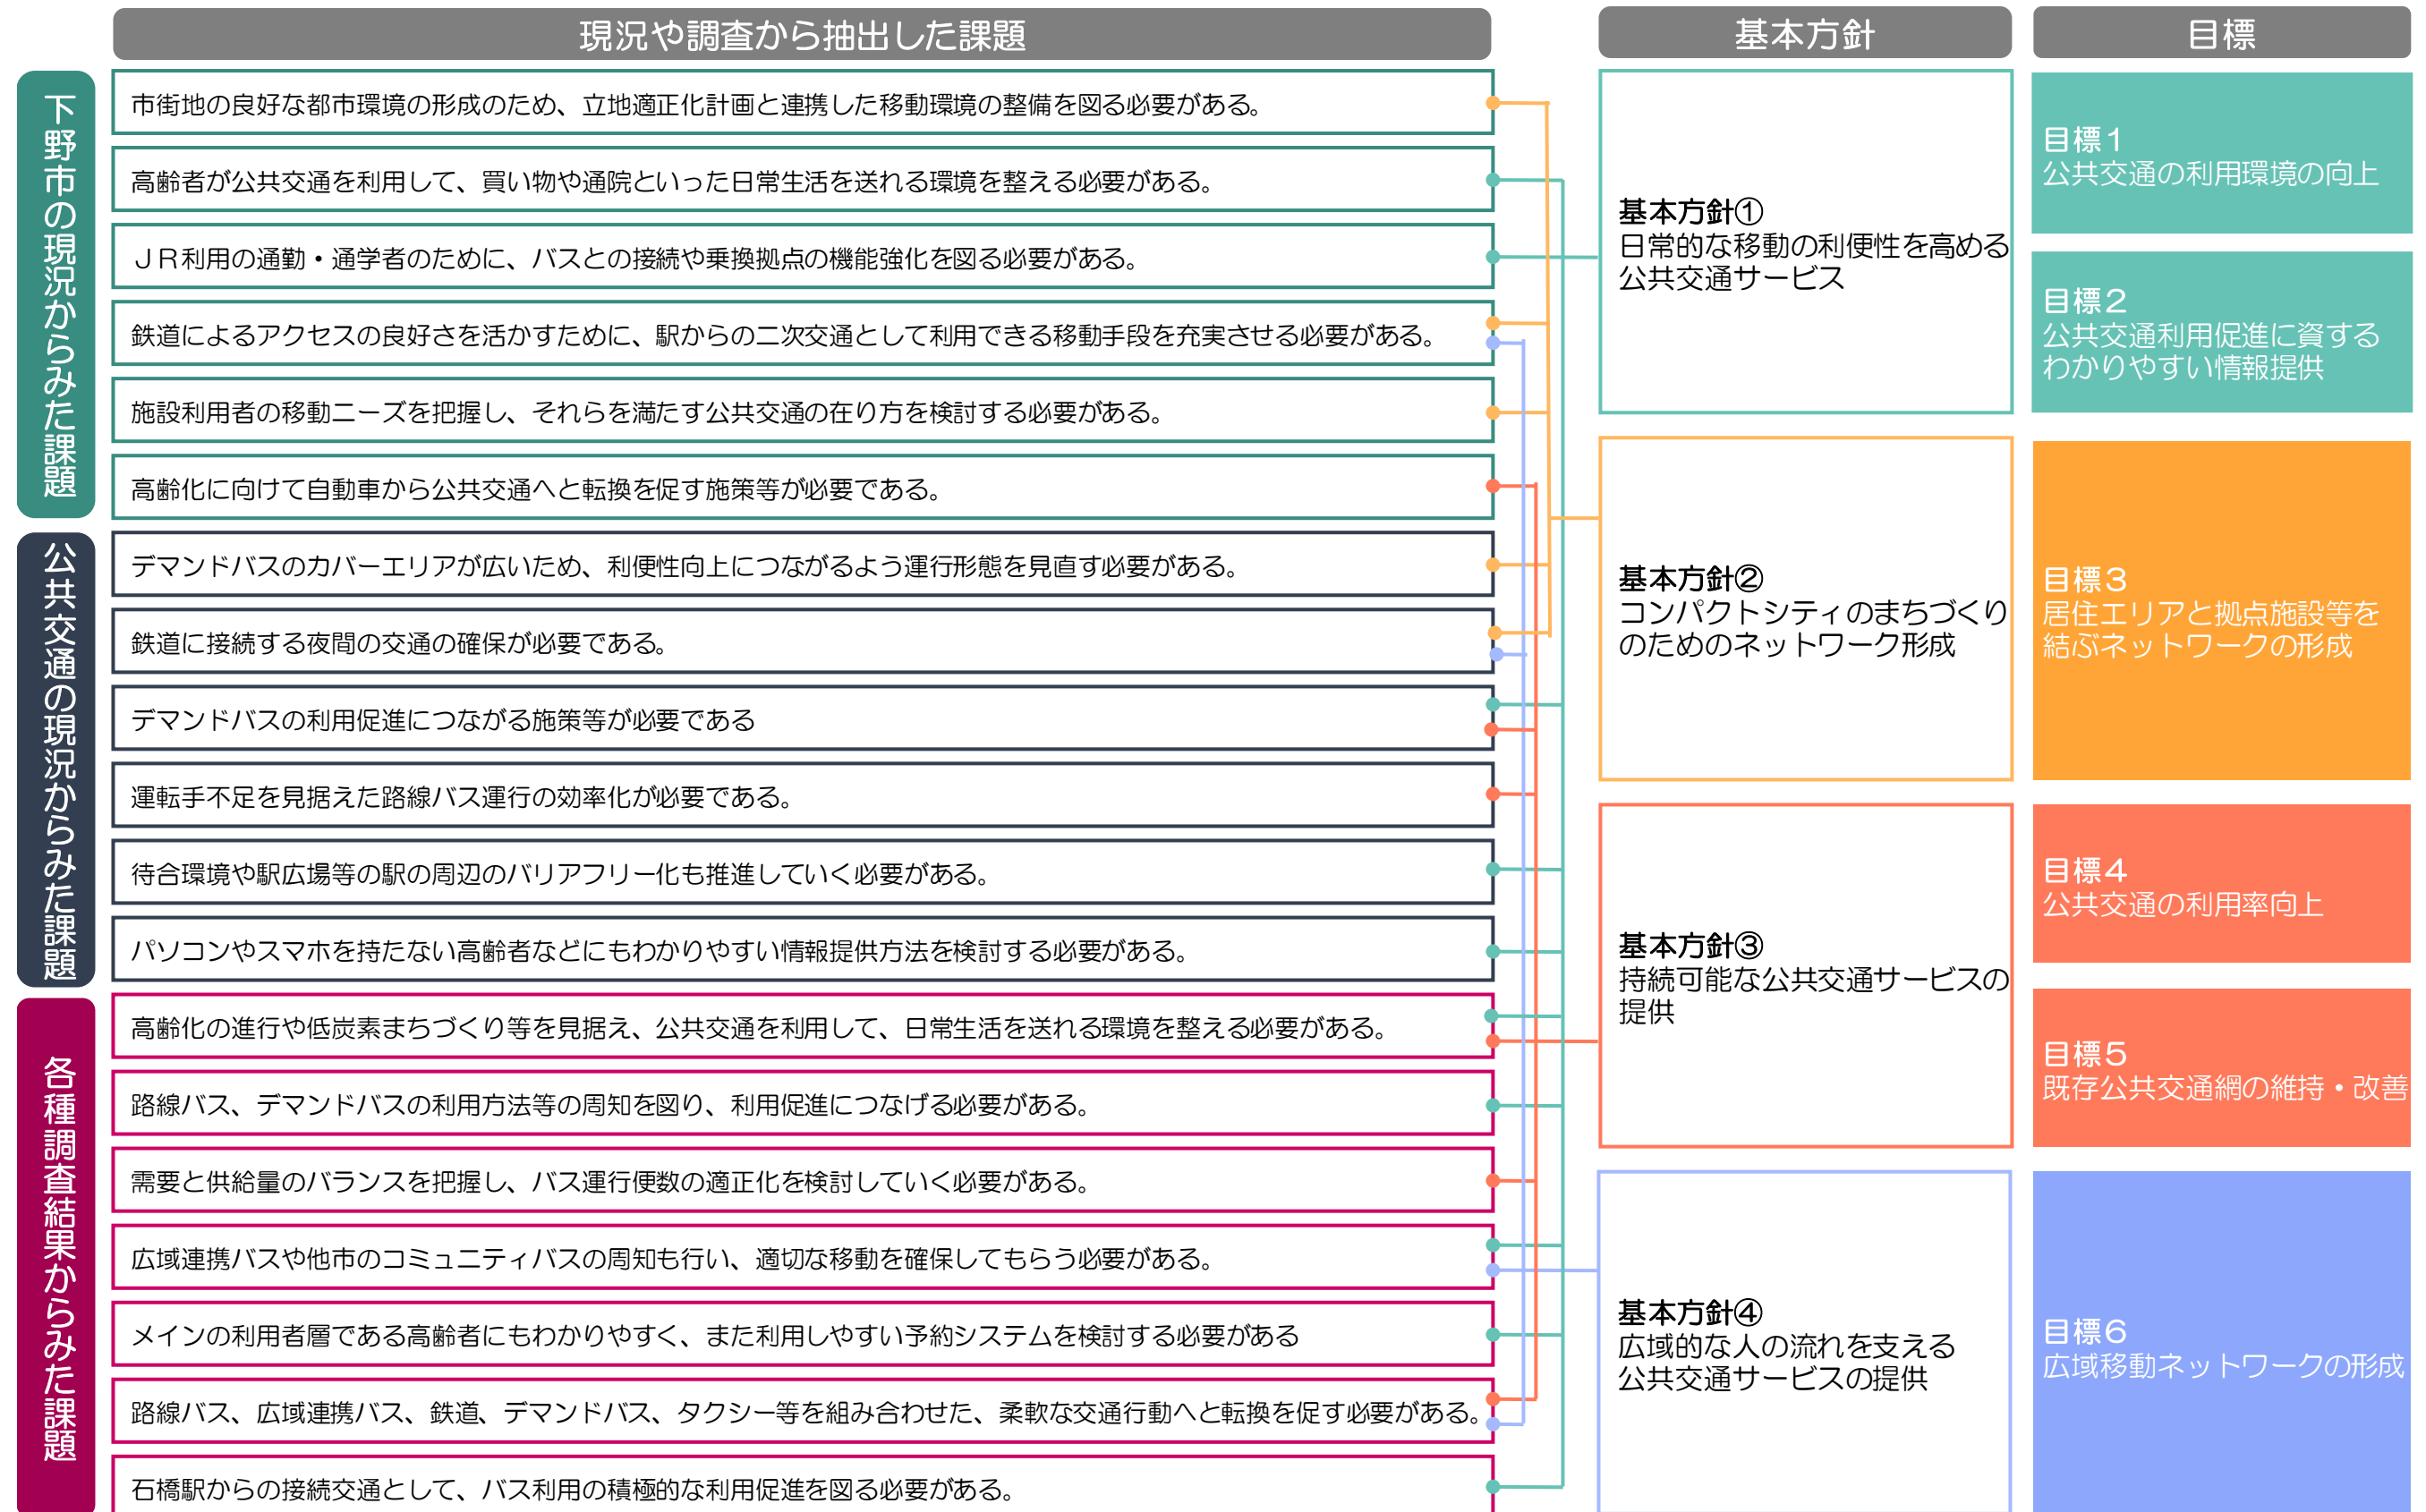 現況や調査から抽出した課題
基本方針
目標
下野市の現況からみた課題
市街地の良好な都市環境の形成のため、立地適正化計画と連携した移動環境の整備を図る必要がある。
高齢者が公共交通を利用して、買い物や通院といった日常生活を送れる環境を整える必要がある。
ＪＲ利用の通勤・通学者のために、バスとの接続や乗換拠点の機能強化を図る必要がある。
鉄道によるアクセスの良好さを活かすために、駅からの二次交通として利用できる移動手段を充実させる必要がある。
施設利用者の移動ニーズを把握し、それらを満たす公共交通の在り方を検討する必要がある。
高齢化に向けて自動車から公共交通へと転換を促す施策等が必要である。
公共交通の現況からみた課題
デマンドバスのカバーエリアが広いため、利便性向上につながるよう運行形態を見直す必要がある。
鉄道に接続する夜間の交通の確保が必要である。
デマンドバスの利用促進につながる施策等が必要である
運転手不足を見据えた路線バス運行の効率化が必要である。
待合環境や駅広場等の駅の周辺のバリアフリー化も推進していく必要がある。
パソコンやスマホを持たない高齢者などにもわかりやすい情報提供方法を検討する必要がある。
各種調査結果からみた課題
高齢化の進行や低炭素まちづくり等を見据え、公共交通を利用して、日常生活を送れる環境を整える必要がある。
路線バス、デマンドバスの利用方法等の周知を図り、利用促進につなげる必要がある。
需要と供給量のバランスを把握し、バス運行便数の適正化を検討していく必要がある。
広域連携バスや他市のコミュニティバスの周知も行い、適切な移動を確保してもらう必要がある。
メインの利用者層である高齢者にもわかりやすく、また利用しやすい予約システムを検討する必要がある
路線バス、広域連携バス、鉄道、デマンドバス、タクシー等を組み合わせた、柔軟な交通行動へと転換を促す必要がある。
石橋駅からの接続交通として、バス利用の積極的な利用促進を図る必要がある。
基本方針①
日常的な移動の利便性を高める
公共交通サービス
基本方針②
コンパクトシティのまちづくり
のためのネットワーク形成
基本方針③
持続可能な公共交通サービスの
提供
基本方針④
広域的な人の流れを支える
公共交通サービスの提供
目標１
公共交通の利用環境の向上
目標２
公共交通利用促進に資する
わかりやすい情報提供
目標３
居住エリアと拠点施設等を
結ぶネットワークの形成
目標４
公共交通の利用率向上
目標５
既存公共交通網の維持・改善
目標６
広域移動ネットワークの形成